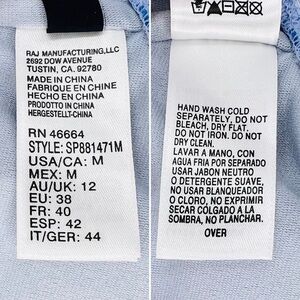 RAJ MANUFACTURING,LLC
2692 DOW AVENUE
TUSTIN, CA. 92780
MADE IN CHINA
FABRIQUE EN CHINE
HECHO EN CHINA
PRODOTTO IN CHINA
HERGESTELLT-CHINA
RN 46664
STYLE: SP881471M
USA/CA: M
MEX: M
AU/UK: 12
EU: 38
FR: 40
ESP: 42
IT/GER: 44
HAND WASH COLD
SEPARATELY, DO NOT
BLEACH, DRY FLAT.
DO NOT IRON. DO NOT
DRY CLEAN.
LAVAR A MANO, CON
AGUA FRIA POR SEPARADO
USAR JABON NEUTRO
O DETERGENTE SUAVE,
NO USAR BLANQUEADOR
O CLORO, NO EXPRIMIR
SECAR COLGADO A LA
SOMBRA, NO PLANCHAR.
OVER